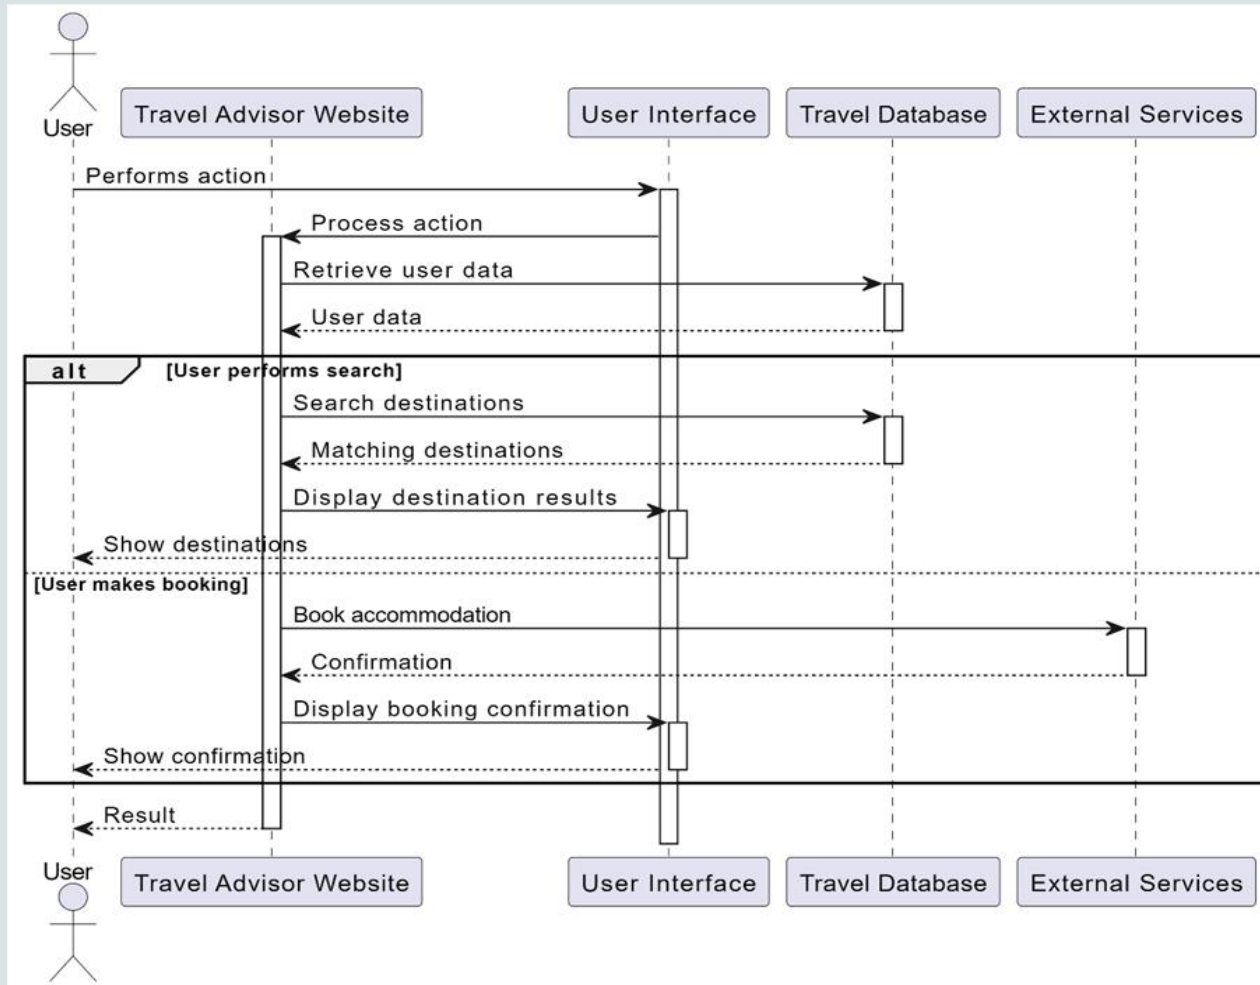 User
Travel Advisor Website
User Interface
Travel Database
External Services
Performs action
Process action
Retrieve user data
User data
alt
[User performs search]
Search destinations
Matching destinations
Display destination results
Show destinations
[User makes booking]
Book accommodation
Confirmation
Display booking confirmation
Show confirmation
Result
User
Travel Advisor Website
User Interface
Travel Database
External Services